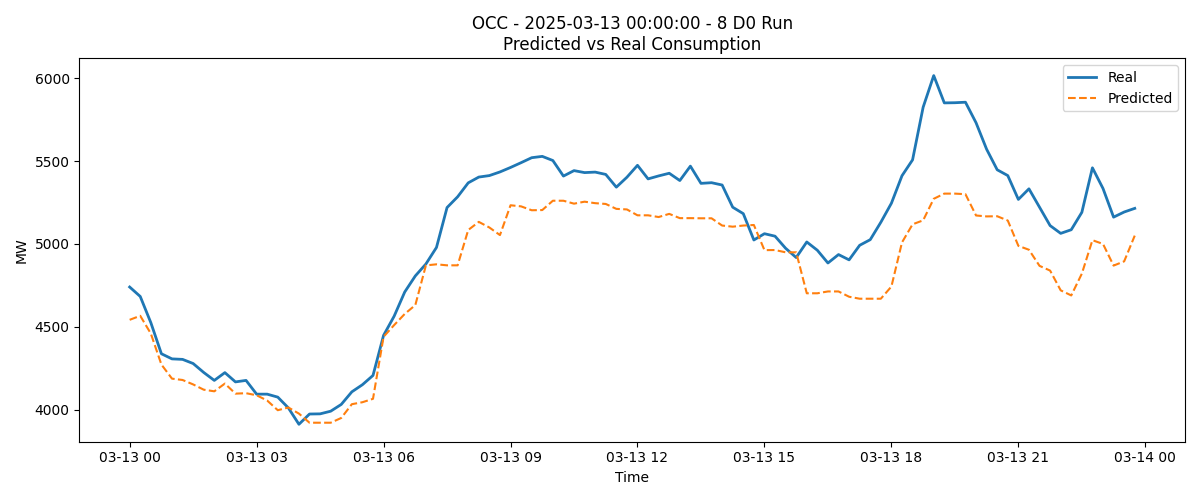 OCC - 2025-03-13 00:00:00 - 8 D0 Run
Predicted vs Real Consumption
Real
Predicted
6000
5500
5000
4500
4000
MW
03-13 00
03-13 03
03-13 06
03-13 09
03-13 12
03-13 15
03-13 18
03-13 21
03-14 00
Time